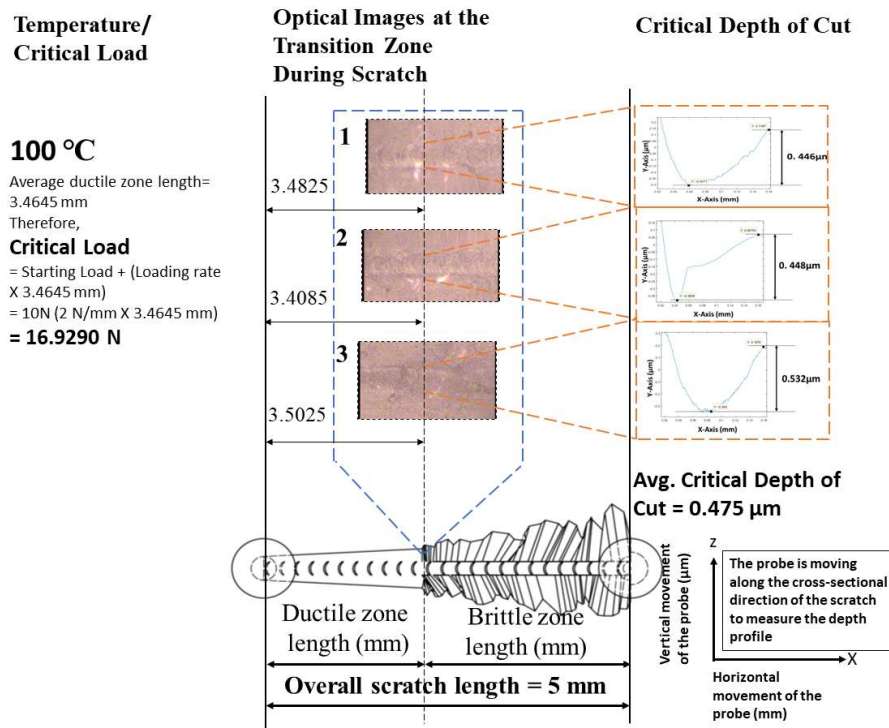 Temperature/
Critical Load
Optical Images at the
Transition Zone
During Scratch
Critical Depth of Cut
100 °C
Average ductile zone length=
3.4645 mm
Therefore,
Critical Load
= Starting Load + (Loading rate
X 3.4645 mm)
= 10N (2 N/mm X 3.4645 mm)
= 16.9290 N
1
3.4825
2
3.4085
3
3.5025
Y-Axis (μm)
X-Axis (mm)
0. 446μm
Y-Axis (μm)
X-Axis (mm)
0. 448μm
Y-Axis (μm)
X-Axis (mm)
0.532μm
Avg. Critical Depth of
Cut = 0.475 μm
Ductile zone
length (mm)
Brittle zone
length (mm)
Overall scratch length = 5 mm
Vertical movement
of the probe (μm)
Z
The probe is moving
along the cross-sectional
direction of the scratch
to measure the depth
profile
X
Horizontal
movement of the
probe (mm)